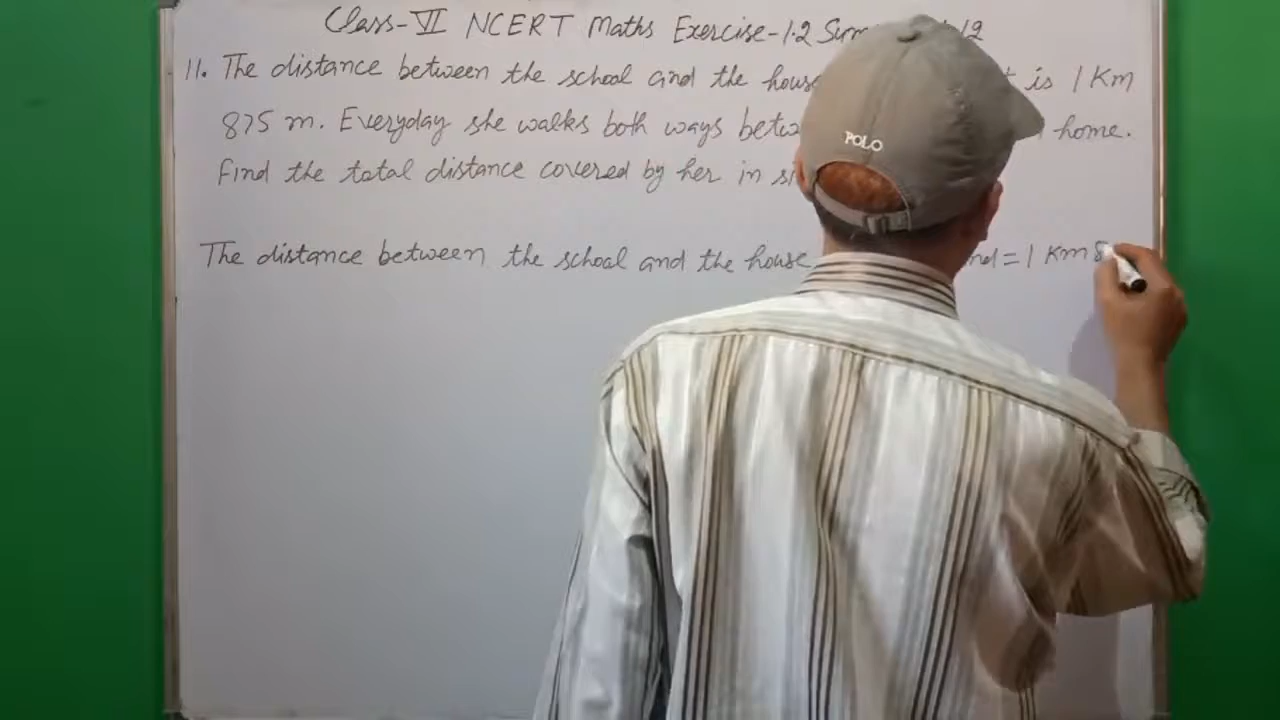 Class-VI NCERT Maths Exercise-1.2 Sum 12
11. The distance between the school and the house is 1 Km
875 m. Everyday she walks both ways home.
Find the total distance covered by her in
The distance between the school and the house = 1 Km 8
POLO